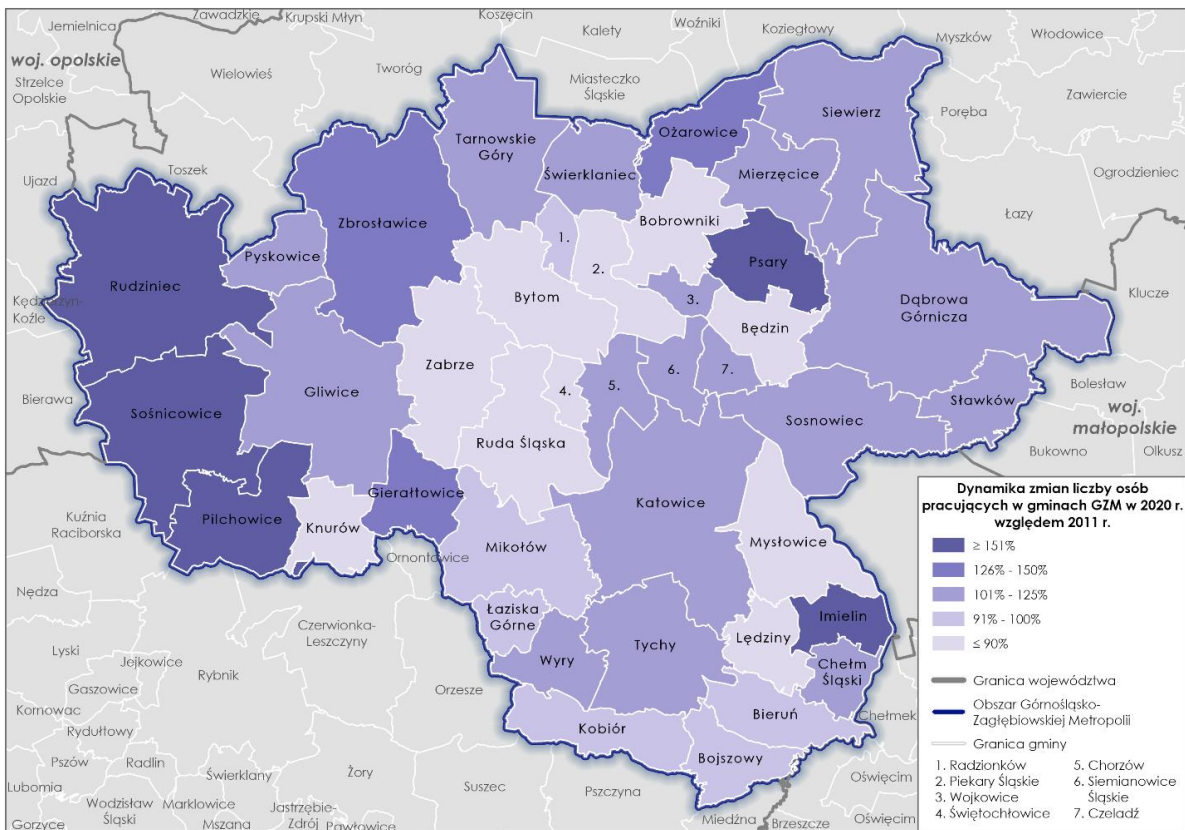 Jemielnica
Zawadzkie
Krupski Młyn
Koszęcin
Kalety
Woźniki
Koziegłowy
Myszków
Włodowice
woj. opolskie
Strzelce
Opolskie
Wielowieś
Tworóg
Miasteczko
Śląskie
Poręba
Zawiercie
Siewierz
Ożarowice
Tarnowskie
Góry
Świerklaniec
Mierzęcice
Ujazd
Toszek
Ogrodzieniec
Łazy
Zbrosławice
Bobrowniki
1.
2.
Psary
Pyskowice
Rudziniec
Kędzierzyn-
Koźle
Klucze
Bytom
3.
Dąbrowa
Górnicza
Będzin
Zabrze
4.
5.
6.
7.
Bierawa
Sośnicowice
Gliwice
Bolesław
Sławków
woj.
małopolskie
Sosnowiec
Ruda Śląska
Bukowno
Olkusz
Gierałtowice
Katowice
Pilchowice
Knurów
Kuźnia
Raciborska
Mikołów
Mysłowice
Ornontowice
Nędza
Łaziska
Górne
Imielin
Czerwionka-
Leszczyny
Lędziny
Tychy
Wyry
Chełm
Śląski
Lyski
Jejkowice
Rybnik
Gaszowice
Orzesze
Kornowac
Bieruń
Chełmek
Rydułtowy
Kobiór
Bojszowy
Pszów
Radlin
Świerklany
Żory
Lubomia
Suszec
Pszczyna
Oświęcim
Wodzisław
Śląski
Marklowice
Jastrzębie-
Zdrój
Pawłowice
Gorzyce
Mszana
Miedźna
Brzeszcze
Oświęcim
Dynamika zmian liczby osób
pracujących w gminach GZM w 2020 r.
względem 2011 r.
≥ 151%
126% - 150%
101% - 125%
91% - 100%
≤ 90%
Granica województwa
Obszar Górnośląsko-
Zagłębiowskiej Metropolii
Granica gminy
1. Radzionków
2. Piekary Śląskie
3. Wojkowice
4. Świętochłowice
5. Chorzów
6. Siemianowice
Śląskie
7. Czeladź